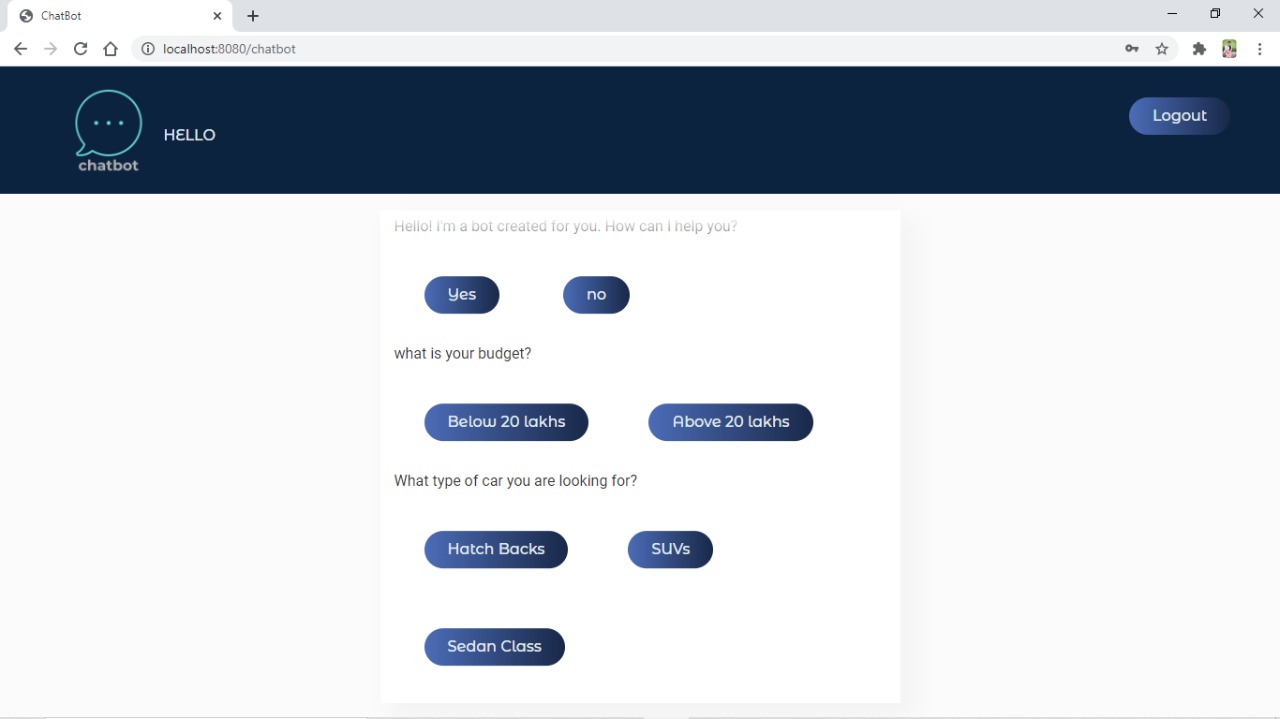 ChatBot
localhost:8080/chatbot
chatbot
HELLO
Logout
Hello! I'm a bot created for you. How can I help you?
Yes no
what is your budget?
Below 20 lakhs Above 20 lakhs
What type of car you are looking for?
Hatch Backs SUVs
Sedan Class